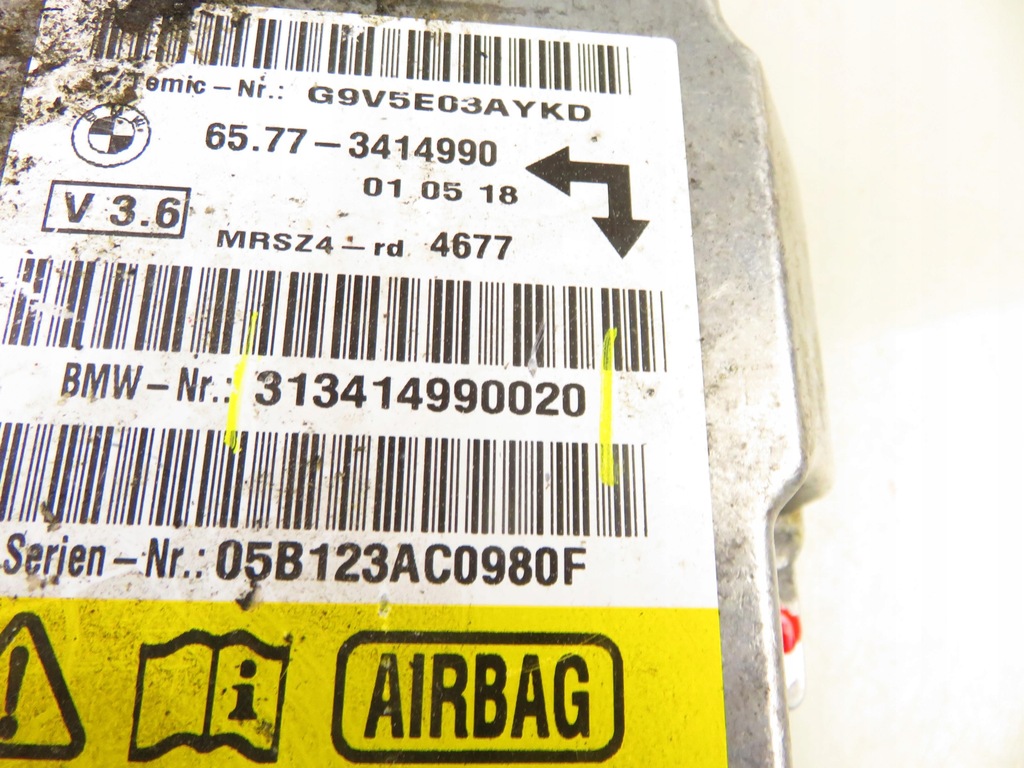 emic-Nr.: G9V5E03AYKD
65.77-3414990
01 05 18
V 3.6
MRSZ4-rd 4677
BMW-Nr.: 313414990020
Serien-Nr.: 05B123AC0980F
i
AIRBAG